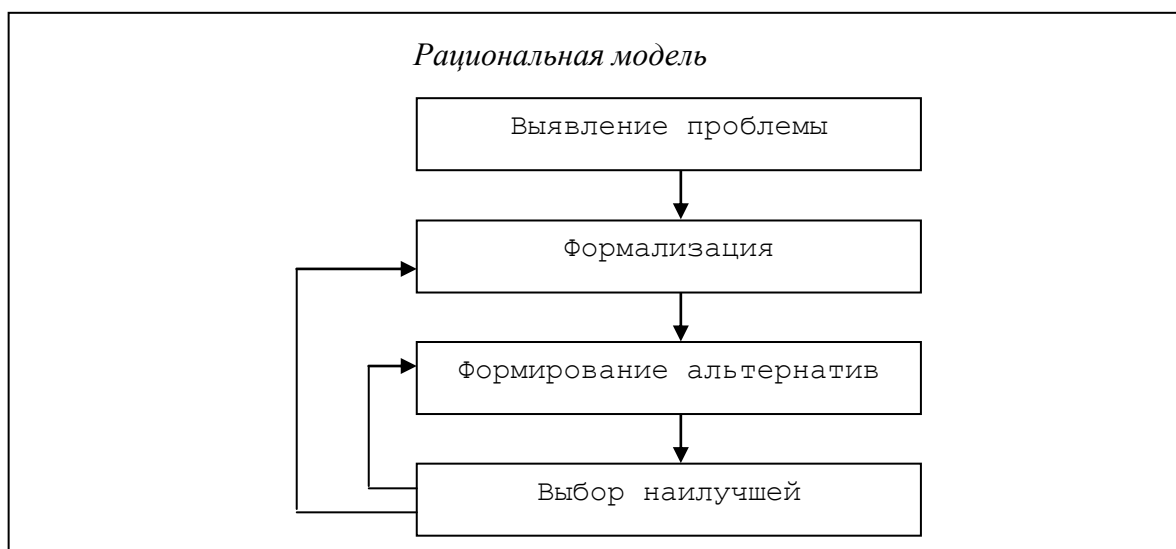 Рациональная модель
Выявление проблемы
Формализация
Формирование альтернатив
Выбор наилучшей